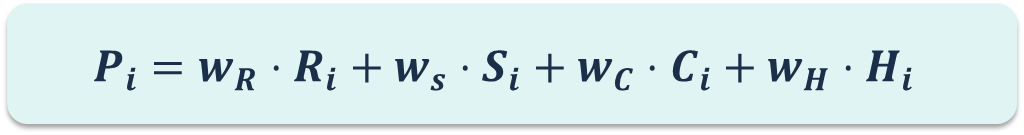 P_i = w_R · R_i + w_s · S_i + w_C · C_i + w_H · H_i